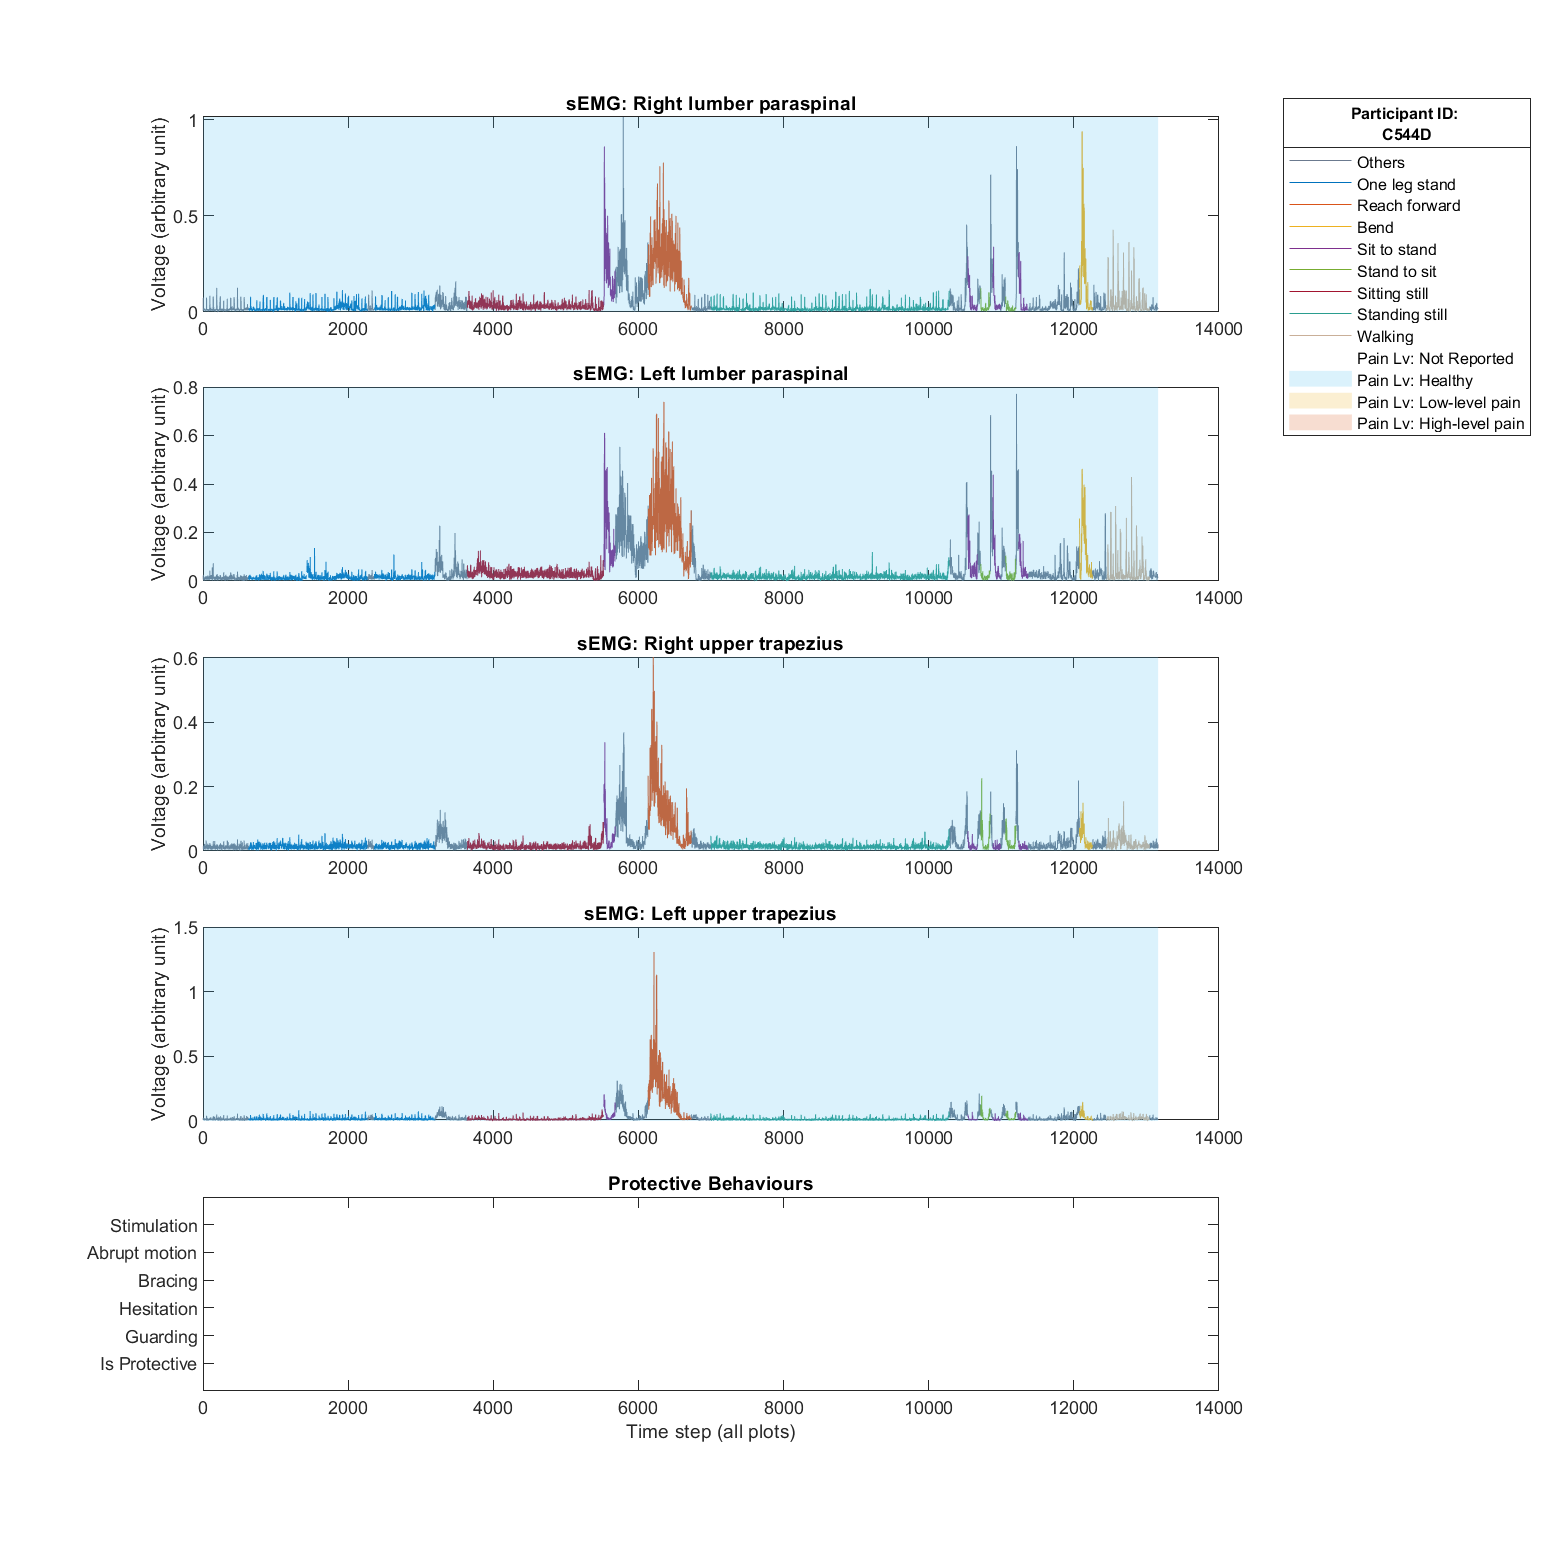 sEMG: Right lumber paraspinal
Voltage (arbitrary unit)
1
0.5
0
0 2000 4000 6000 8000 10000 12000 14000
sEMG: Left lumber paraspinal
Voltage (arbitrary unit)
0.8
0.6
0.4
0.2
0
0 2000 4000 6000 8000 10000 12000 14000
sEMG: Right upper trapezius
Voltage (arbitrary unit)
0.6
0.4
0.2
0
0 2000 4000 6000 8000 10000 12000 14000
sEMG: Left upper trapezius
Voltage (arbitrary unit)
1.5
1
0.5
0
0 2000 4000 6000 8000 10000 12000 14000
Protective Behaviours
Stimulation
Abrupt motion
Bracing
Hesitation
Guarding
Is Protective
0 2000 4000 6000 8000 10000 12000 14000
Time step (all plots)
Participant ID:
C544D
Others
One leg stand
Reach forward
Bend
Sit to stand
Stand to sit
Sitting still
Standing still
Walking
Pain Lv: Not Reported
Pain Lv: Healthy
Pain Lv: Low-level pain
Pain Lv: High-level pain